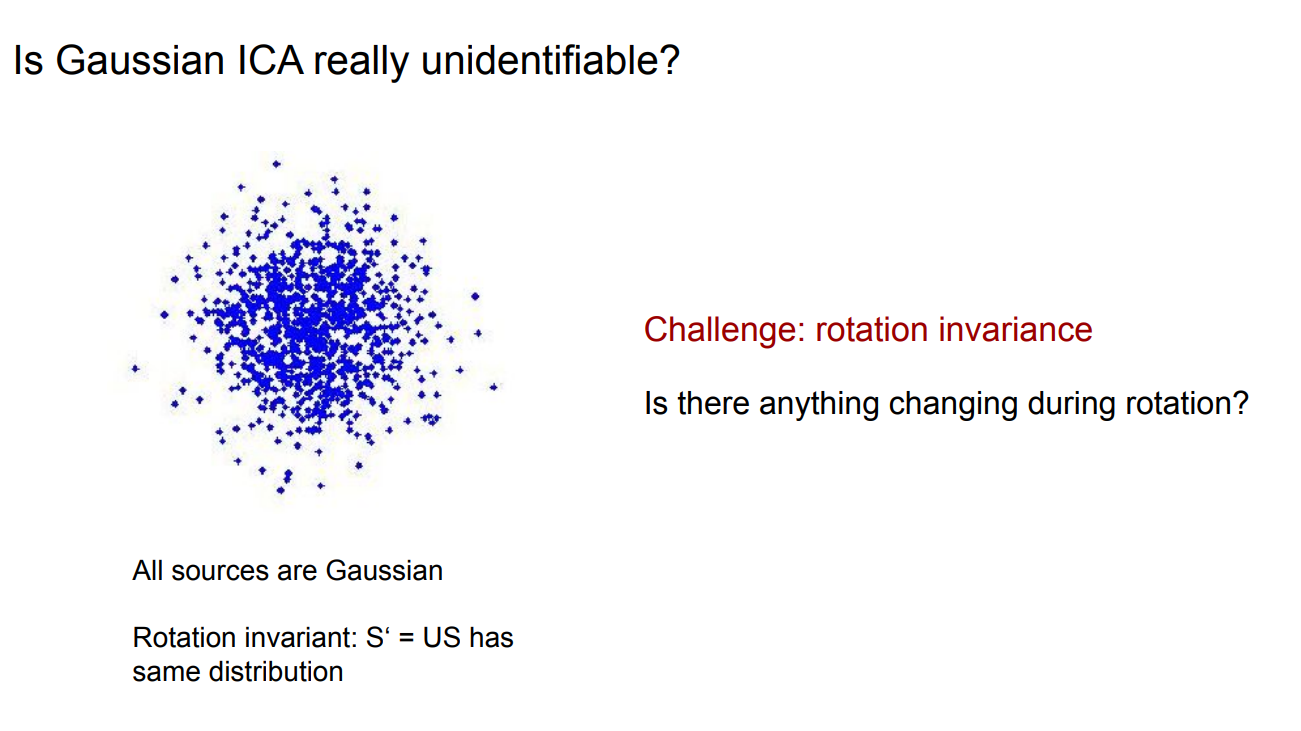 Is Gaussian ICA really unidentifiable?
Challenge: rotation invariance
Is there anything changing during rotation?
All sources are Gaussian
Rotation invariant: S‘ = US has
same distribution